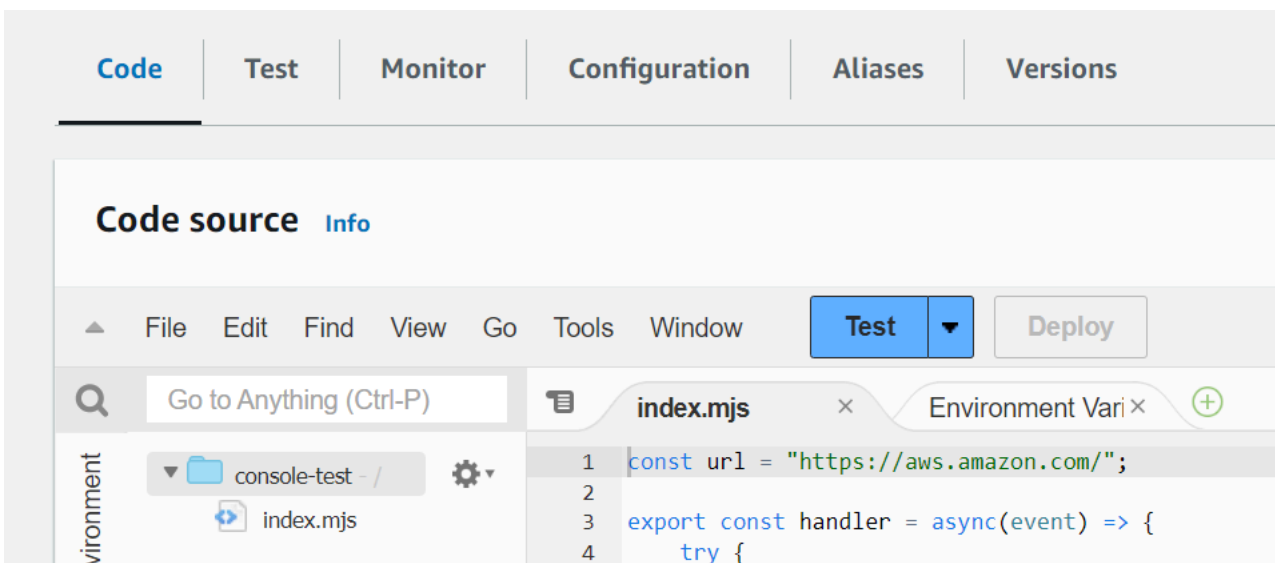 Code Test Monitor Configuration Aliases Versions
Code source Info
File Edit Find View Go Tools Window Test Deploy
Go to Anything (Ctrl-P) index.mjs × Environment Vari ×
console-test - / 1 const url = "https://aws.amazon.com/";
2
index.mjs 3 export const handler = async(event) => {
4 try {
vironment